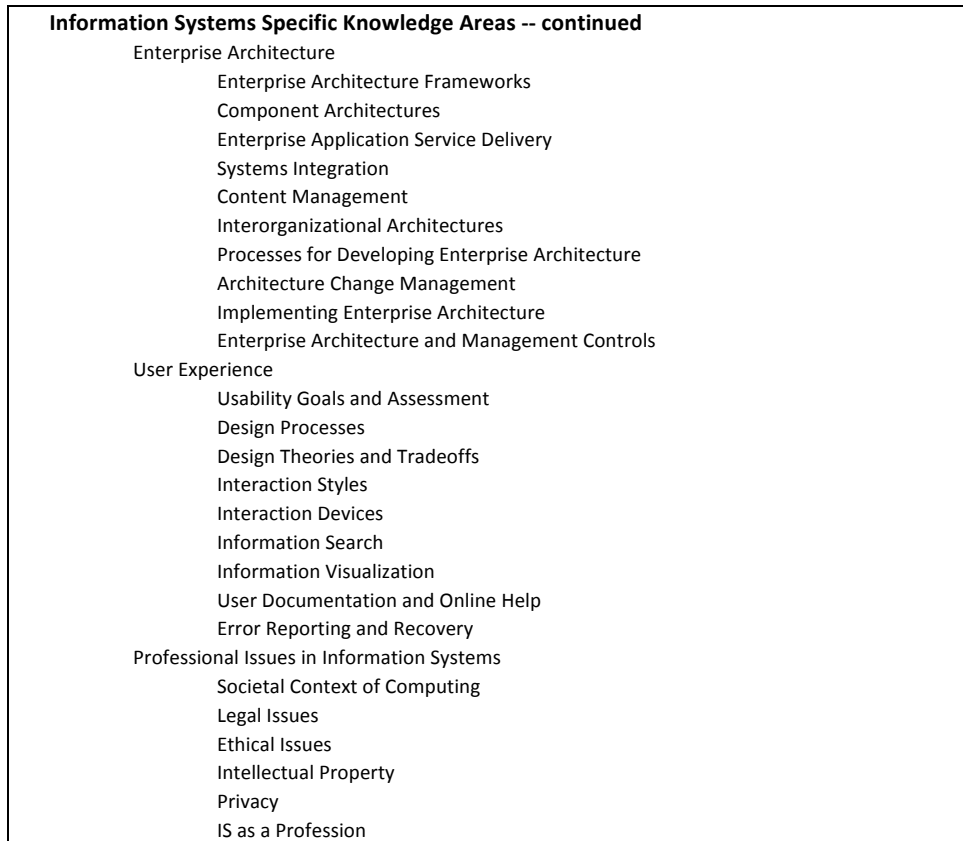 Information Systems Specific Knowledge Areas -- continued
Enterprise Architecture
Enterprise Architecture Frameworks
Component Architectures
Enterprise Application Service Delivery
Systems Integration
Content Management
Interorganizational Architectures
Processes for Developing Enterprise Architecture
Architecture Change Management
Implementing Enterprise Architecture
Enterprise Architecture and Management Controls
User Experience
Usability Goals and Assessment
Design Processes
Design Theories and Tradeoffs
Interaction Styles
Interaction Devices
Information Search
Information Visualization
User Documentation and Online Help
Error Reporting and Recovery
Professional Issues in Information Systems
Societal Context of Computing
Legal Issues
Ethical Issues
Intellectual Property
Privacy
IS as a Profession